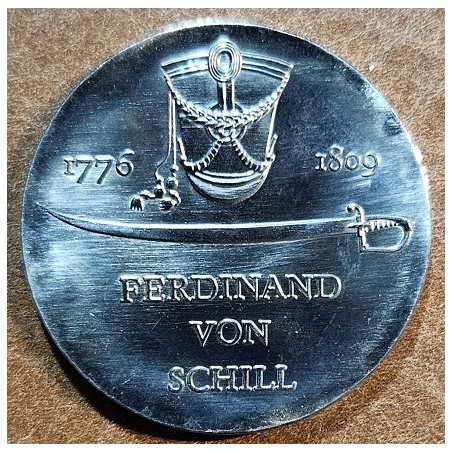 1776 1809
FERDINAND
VON
SCHILL